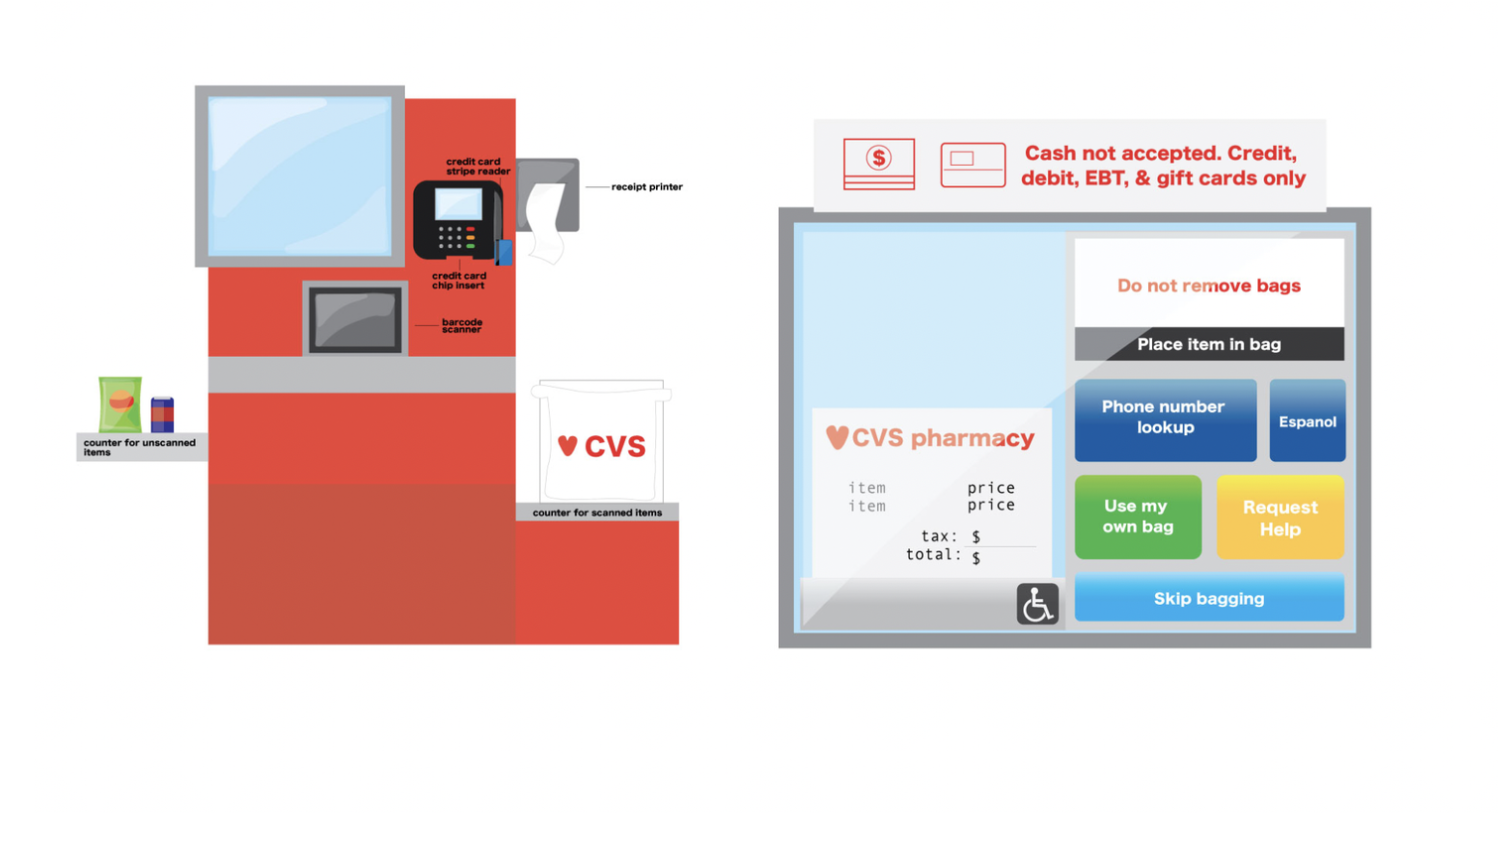 credit card
stripe reader
receipt printer
credit card
chip insert
barcode
scanner
counter for unscanned
items
CVS
counter for scanned items
$
Cash not accepted. Credit,
debit, EBT, & gift cards only
Do not remove bags
Place item in bag
Phone number
lookup
Espanol
CVS pharmacy
item price
item price
tax: $
total: $
Use my
own bag
Request
Help
Skip bagging